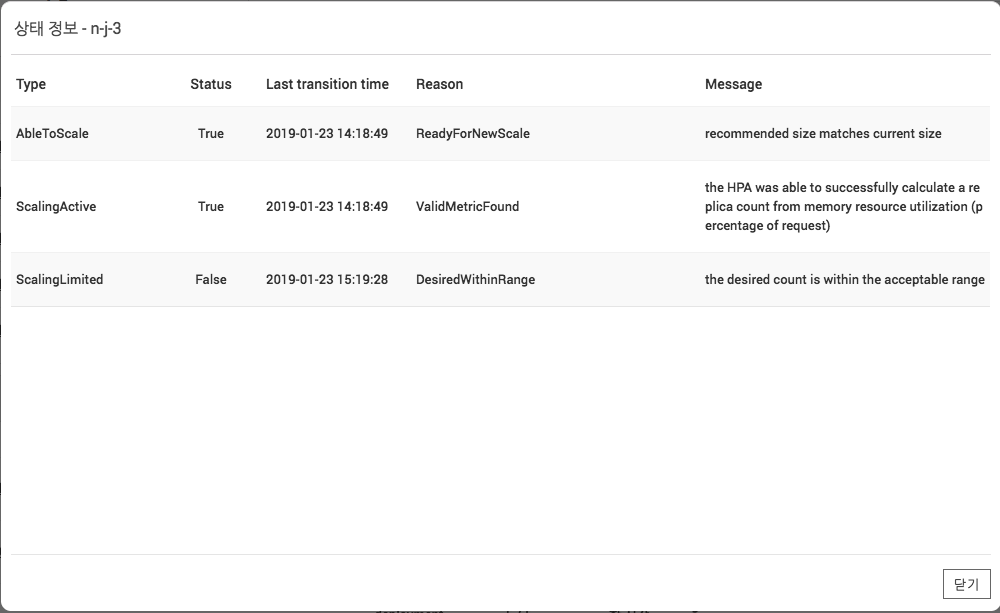 상태 정보 - n-j-3
Type Status Last transition time Reason Message
AbleToScale True 2019-01-23 14:18:49 ReadyForNewScale recommended size matches current size
ScalingActive True 2019-01-23 14:18:49 ValidMetricFound the HPA was able to successfully calculate a re
plica count from memory resource utilization (p
ercentage of request)
ScalingLimited False 2019-01-23 15:19:28 DesiredWithinRange the desired count is within the acceptable range
닫기